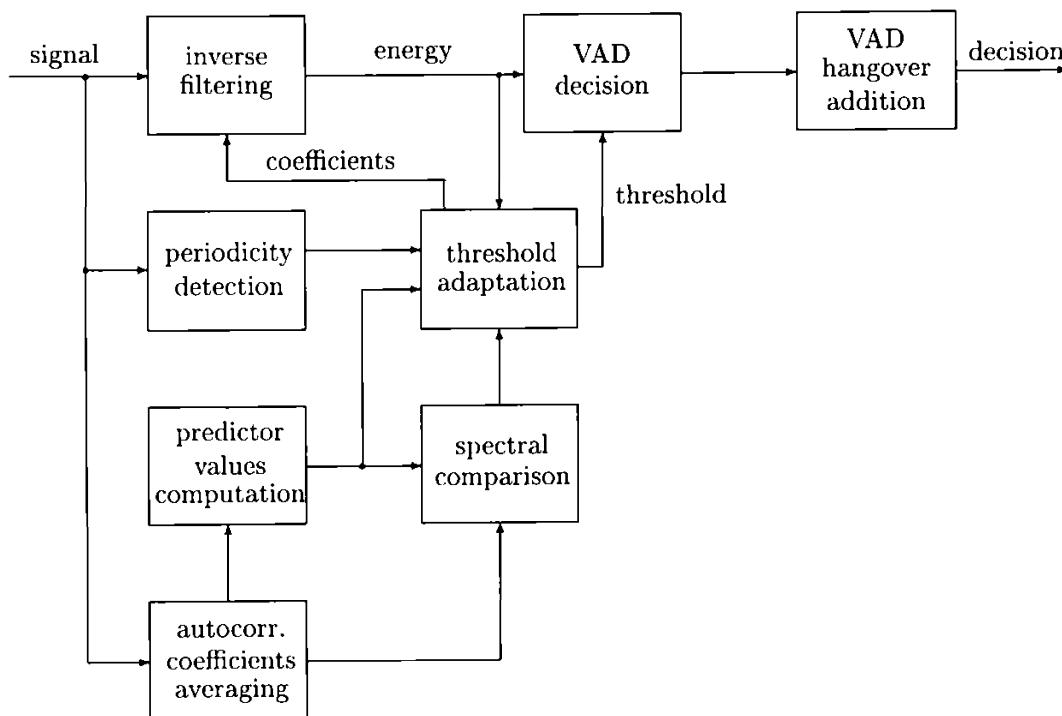 signal
inverse
filtering
energy
VAD
decision
VAD
hangover
addition
decision
coefficients
threshold
periodicity
detection
threshold
adaptation
predictor
values
computation
spectral
comparison
autocorr.
coefficients
averaging